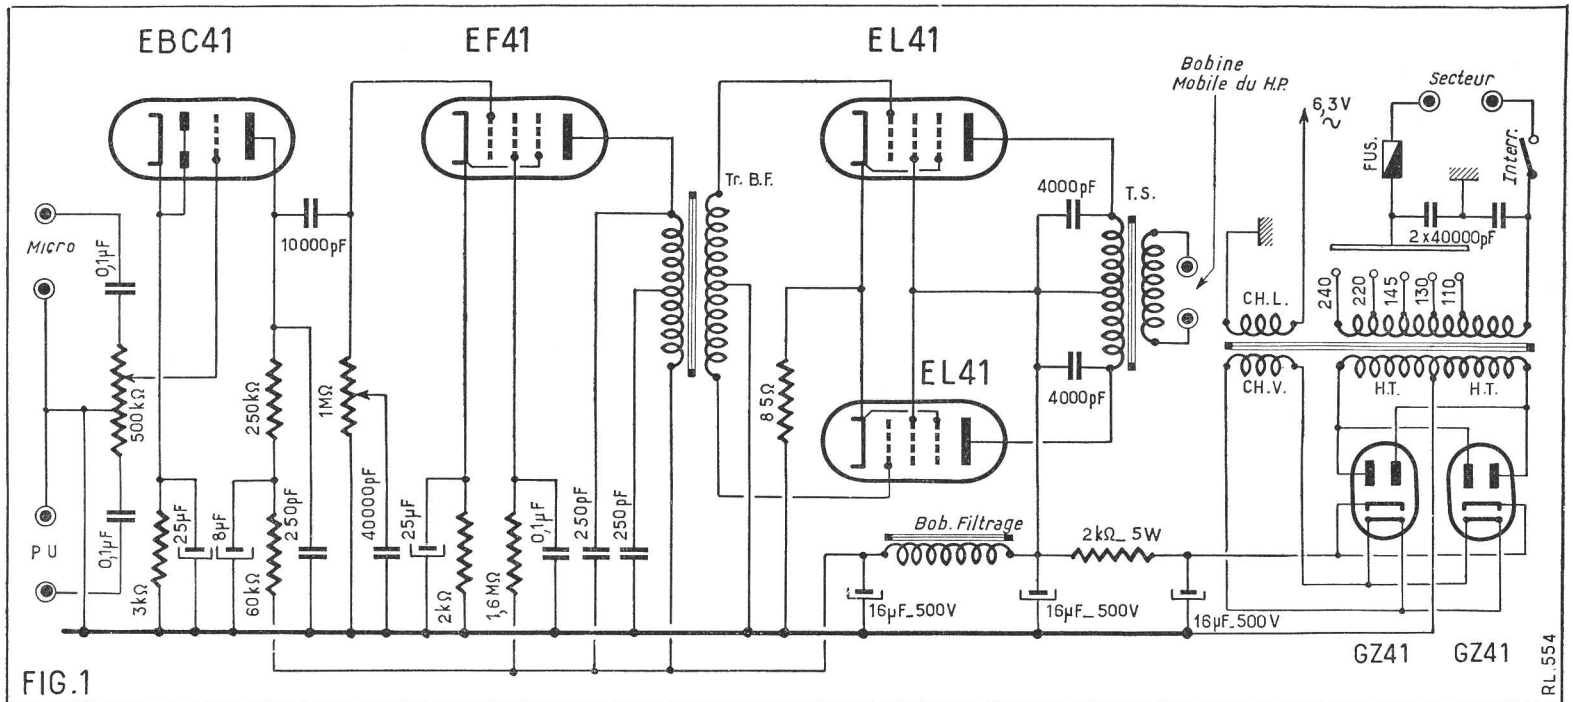 EBC41
EF41
EL41
Bobine
Mobile du H.P.
Secteur
6,3V
~
FUS.
Interr.
Tr. B.F.
4000pF
T.S.
Micro
0,1µF
10000pF
2x40000pF
CH.L.
240
220
145
130
110
500kΩ
250kΩ
1MΩ
85Ω
EL41
4000pF
CH.V.
H.T.
H.T.
PU
0,1µF
3kΩ
25µF
8µF
60kΩ
250pF
40000pF
25µF
2kΩ
1,6MΩ
0,1µF
250pF
250pF
Bob. Filtrage
2kΩ_5W
16µF_500V
16µF_500V
16µF_500V
GZ41
GZ41
FIG.1
RL.554